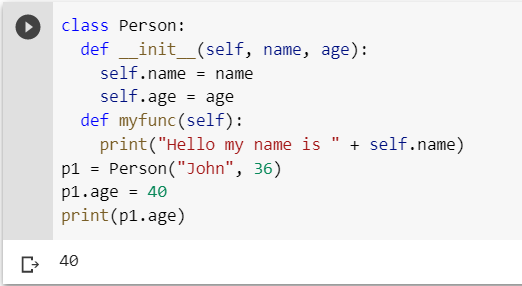 class Person:
  def __init__(self, name, age):
    self.name = name
    self.age = age
  def myfunc(self):
    print("Hello my name is " + self.name)
p1 = Person("John", 36)
p1.age = 40
print(p1.age)
40